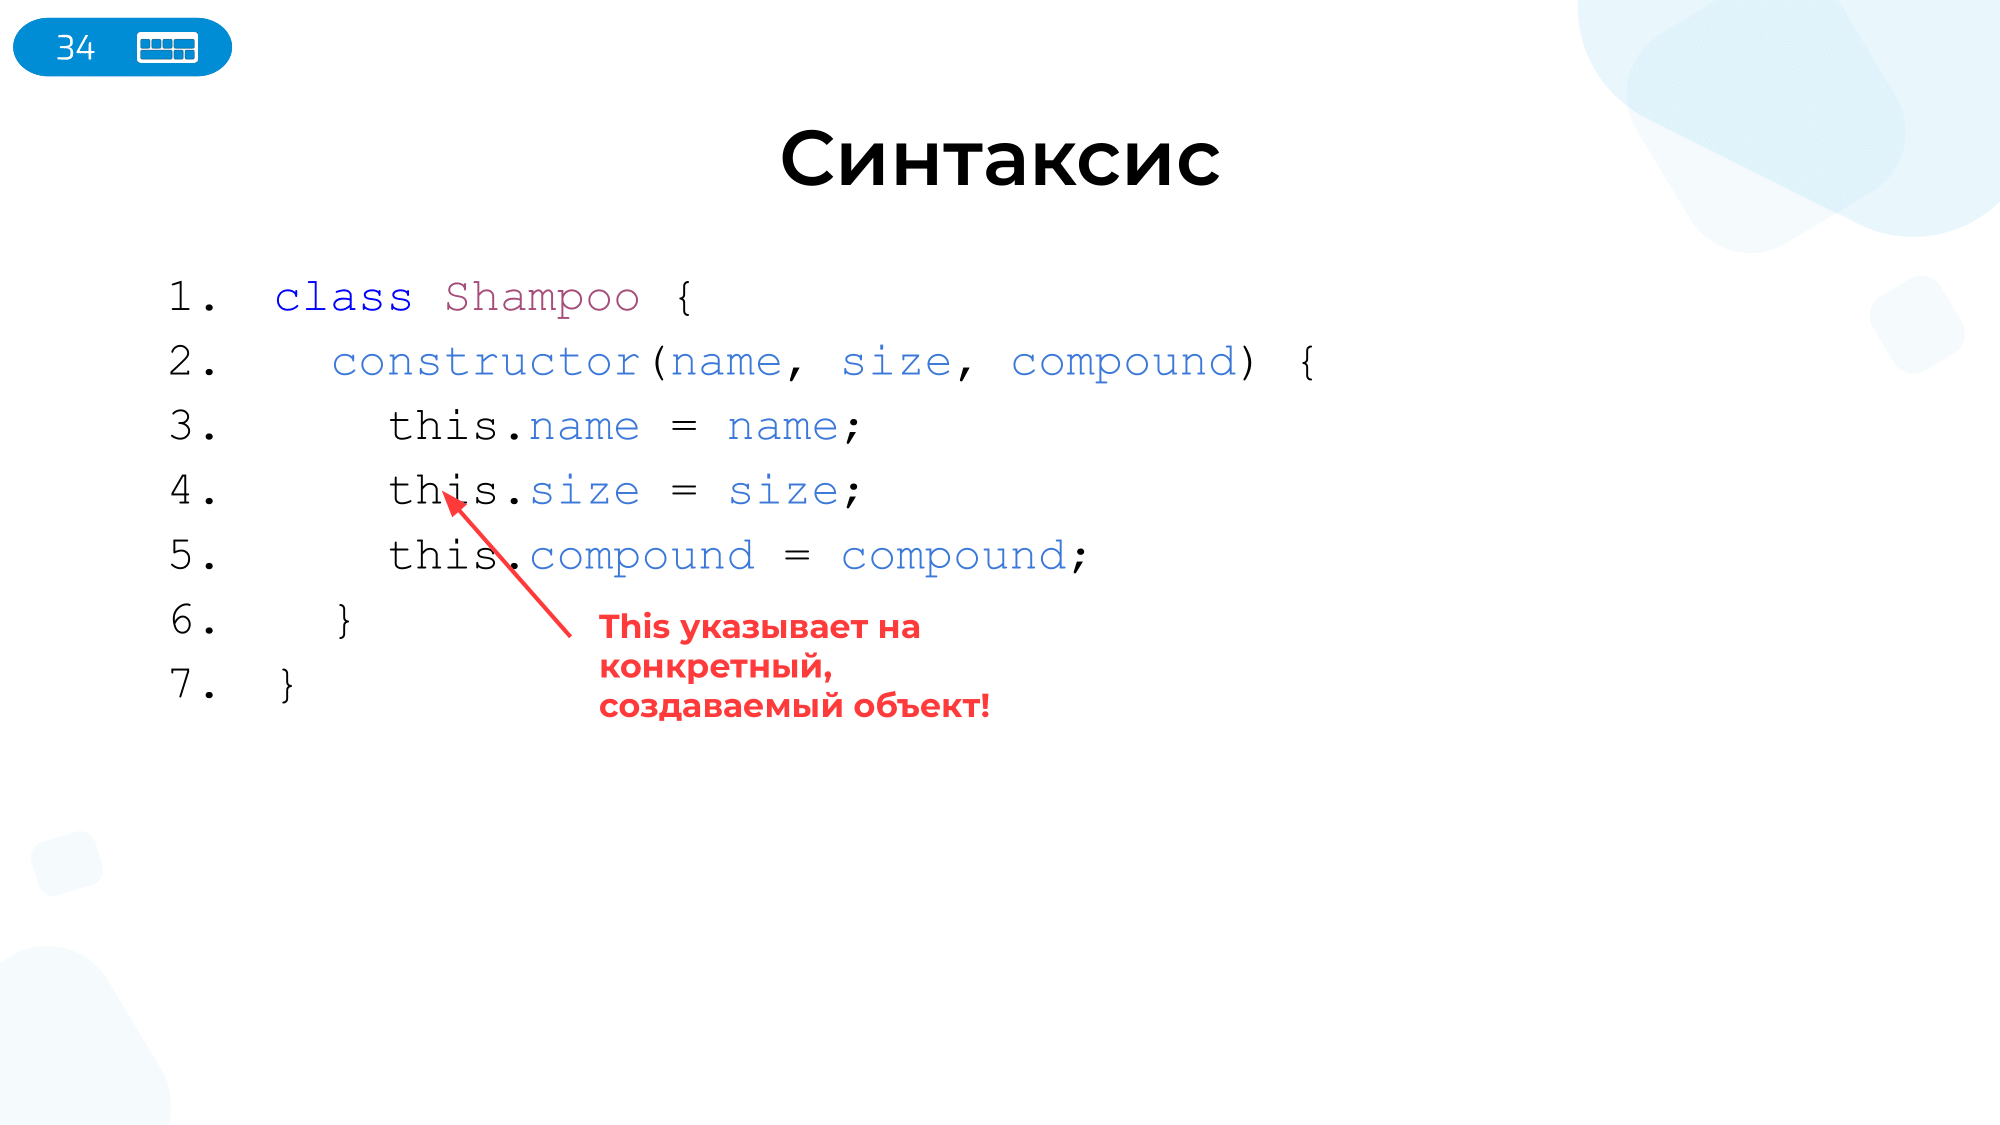 34
Синтаксис
1. class Shampoo {
2.   constructor(name, size, compound) {
3.     this.name = name;
4.     this.size = size;
5.     this.compound = compound;
6.   }
7. }
This указывает на
конкретный,
создаваемый объект!